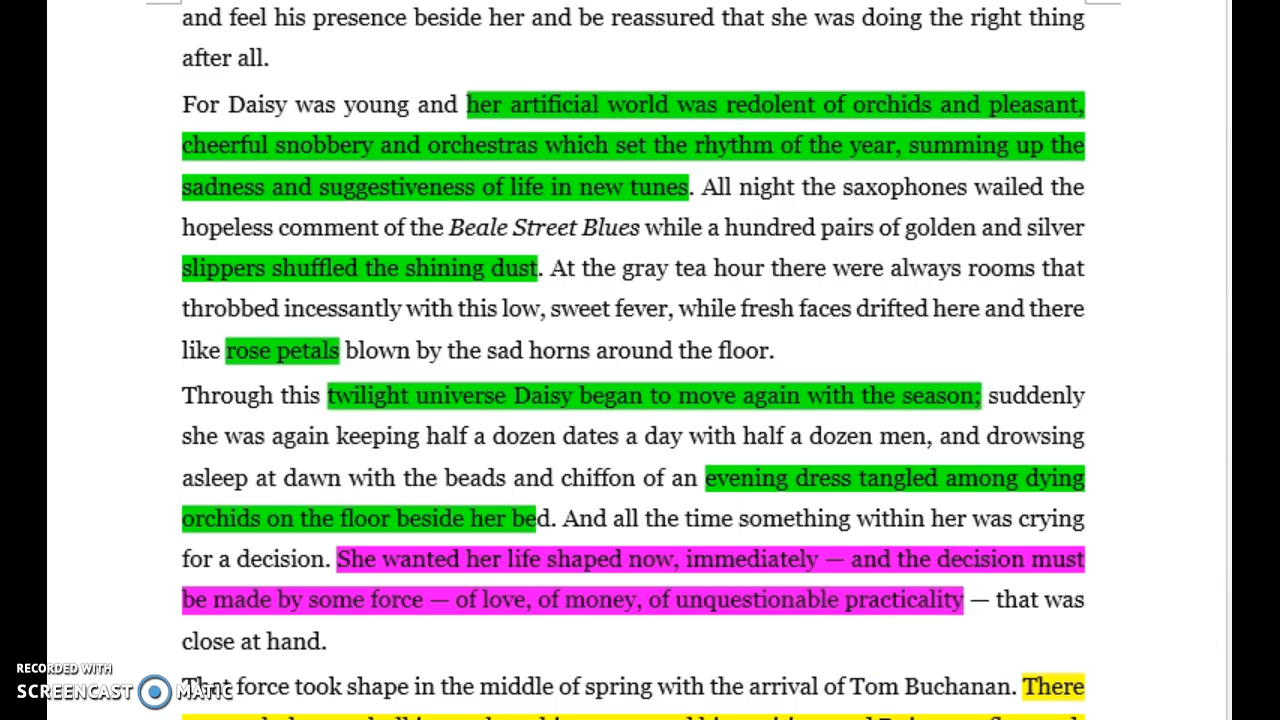 and feel his presence beside her and be reassured that she was doing the right thing
after all.
For Daisy was young and her artificial world was redolent of orchids and pleasant,
cheerful snobbery and orchestras which set the rhythm of the year, summing up the
sadness and suggestiveness of life in new tunes. All night the saxophones wailed the
hopeless comment of the Beale Street Blues while a hundred pairs of golden and silver
slippers shuffled the shining dust. At the gray tea hour there were always rooms that
throbbed incessantly with this low, sweet fever, while fresh faces drifted here and there
like rose petals blown by the sad horns around the floor.
Through this twilight universe Daisy began to move again with the season; suddenly
she was again keeping half a dozen dates a day with half a dozen men, and drowsing
asleep at dawn with the beads and chiffon of an evening dress tangled among dying
orchids on the floor beside her bed. And all the time something within her was crying
for a decision. She wanted her life shaped now, immediately — and the decision must
be made by some force — of love, of money, of unquestionable practicality — that was
close at hand.
RECORDED WITH
SCREENCAST MATIC
That force took shape in the middle of spring with the arrival of Tom Buchanan. There